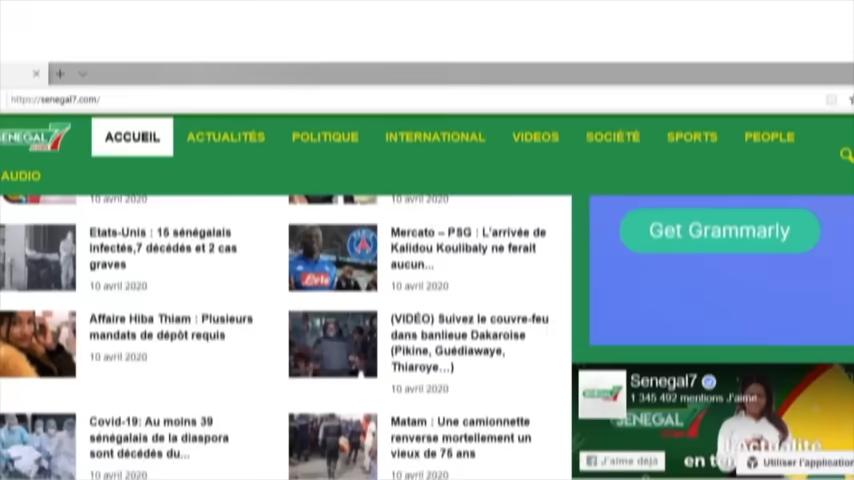 https://senegal7.com/
SENEGAL7
ACCUEIL ACTUALITÉS POLITIQUE INTERNATIONAL VIDEOS SOCIÉTÉ SPORTS PEOPLE
AUDIO
10 avril 2020
Etats-Unis : 16 sénégalais
infectés,7 décédés et 2 cas
graves
10 avril 2020
Affaire Hiba Thiam : Plusieurs
mandats de dépôt requis
10 avril 2020
Covid-19: Au moins 39
sénégalais de la diaspora
sont décédés du...
10 avril 2020
10 avril 2020
Mercato – PSG : L'arrivée de
Kalidou Koulibaly ne ferait
aucun...
10 avril 2020
(VIDÉO) Suivez le couvre-feu
dans banlieue Dakaroise
(Pikine, Guédiawaye,
Thiaroye...)
10 avril 2020
Matam : Une camionnette
renverse mortellement un
vieux de 75 ans
10 avril 2020
Get Grammarly
Senegal7
1 345 492 mentions J'aime
SENEGAL7
l'Actualité
en
J'aime déjà
Utiliser l'application